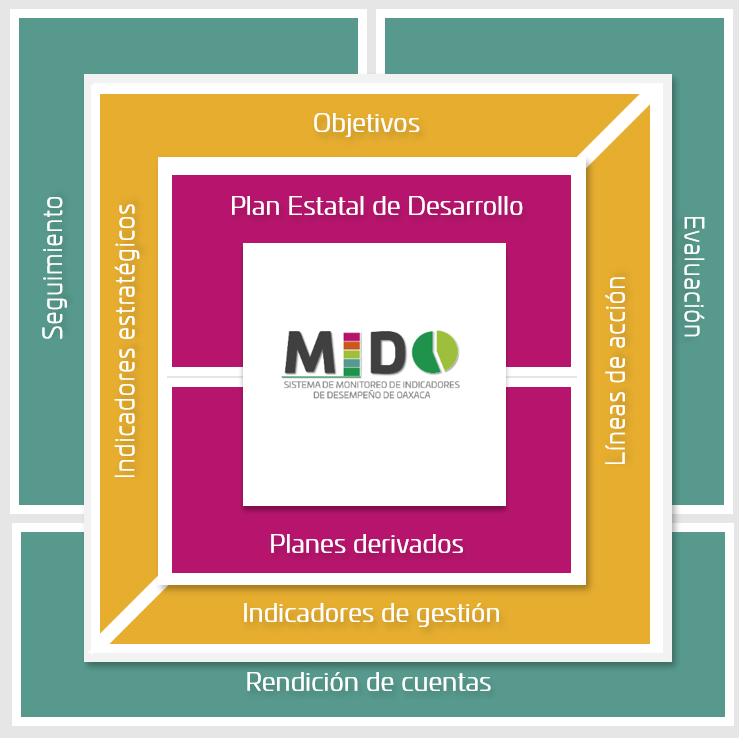 Objetivos
Plan Estatal de Desarrollo
Seguimiento
Indicadores estratégicos
Evaluación
Líneas de acción
MIDO
SISTEMA DE MONITOREO DE INDICADORES
DE DESEMPEÑO DE OAXACA
Planes derivados
Indicadores de gestión
Rendición de cuentas